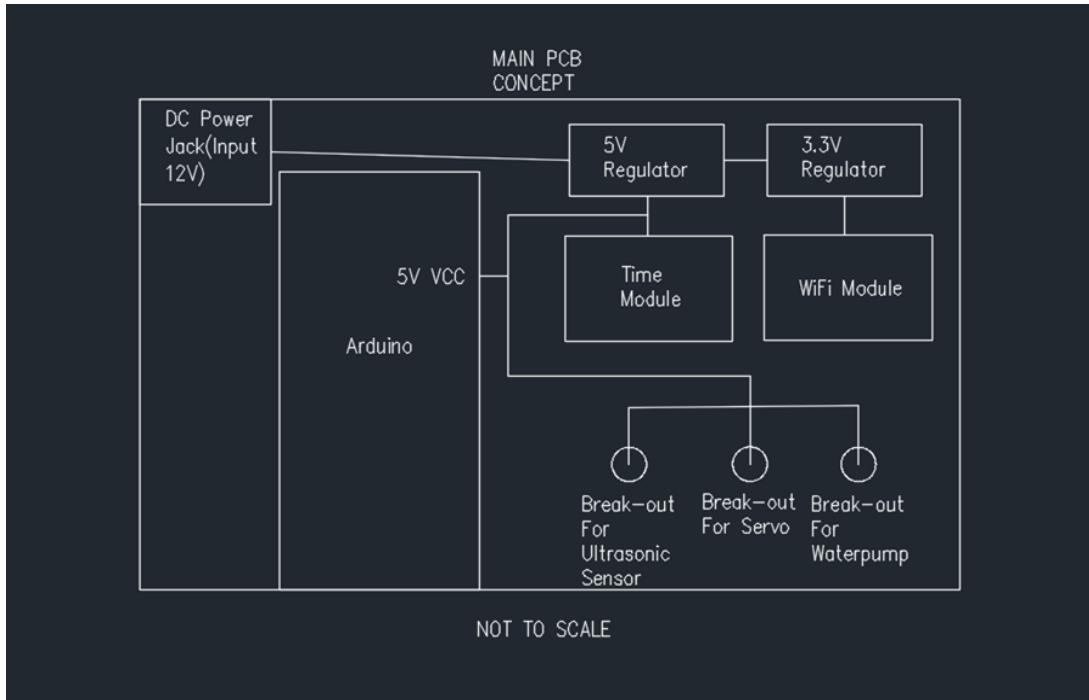 MAIN PCB
CONCEPT
DC Power
Jack(Input
12V)
5V
Regulator
3.3V
Regulator
5V VCC
Time
Module
WiFi Module
Arduino
Break-out
For
Ultrasonic
Sensor
Break-out
For Servo
Break-out
For
Waterpump
NOT TO SCALE